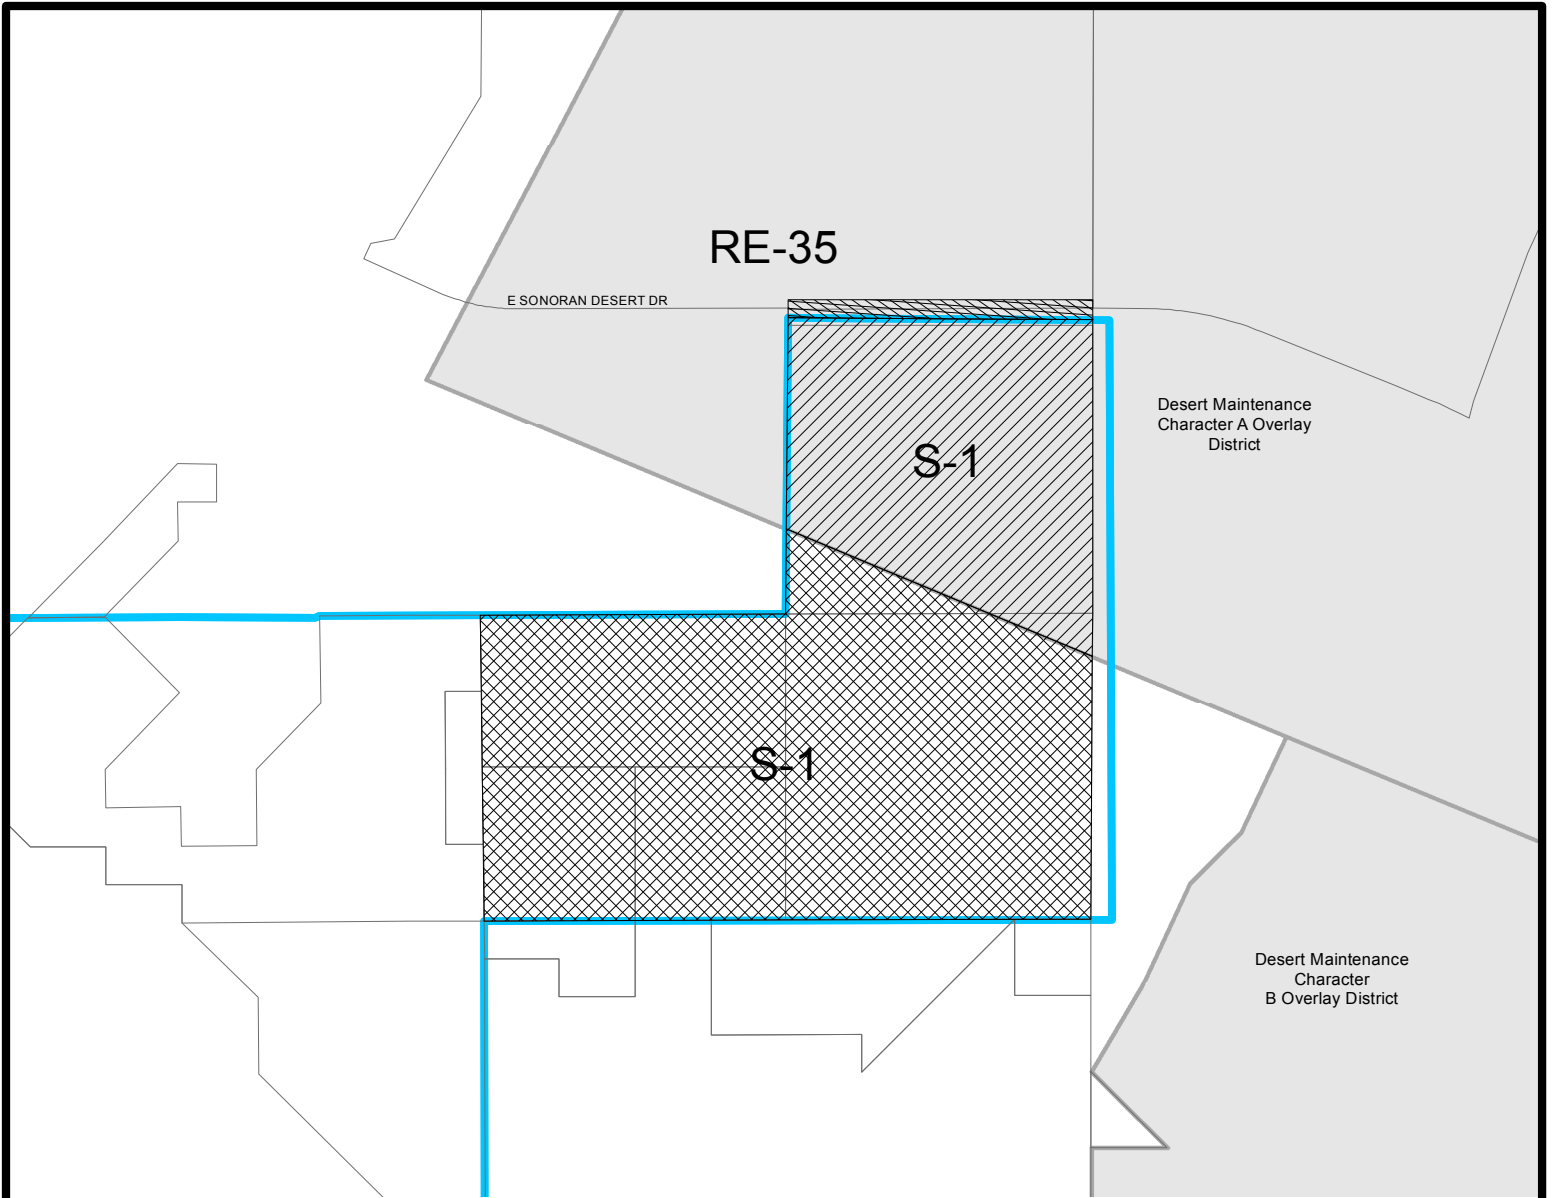 RE-35
E SONORAN DESERT DR
Desert Maintenance
Character A Overlay
District
S-1
S-1
Desert Maintenance
Character
B Overlay District